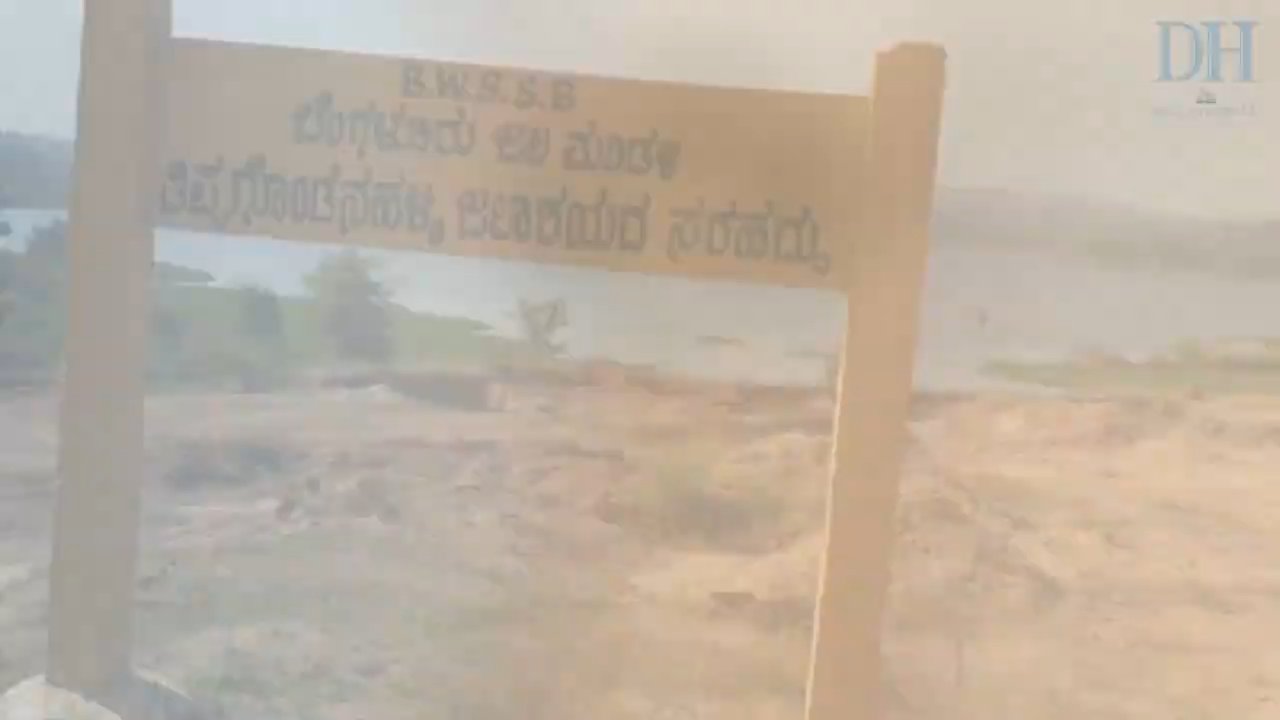 DH
B.W.S.S.B
ಬೆಂಗಳೂರು ಜಲ ಮಂಡಳಿ
ತಿಪ್ಪಗೊಂಡನಹಳ್ಳಿ ಜಲಾಶಯದ ಸರಹದ್ದು